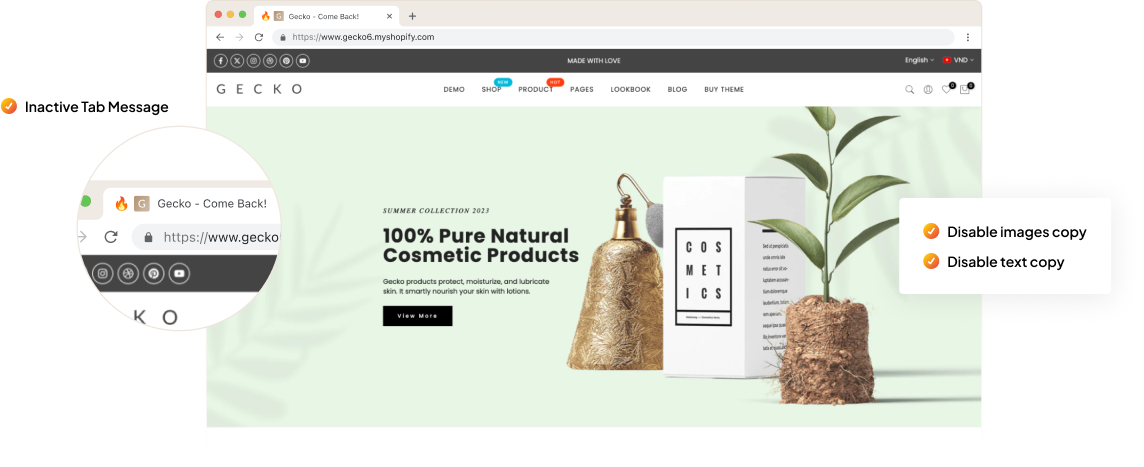 Gecko - Come Back!
https://www.gecko6.myshopify.com
MADE WITH LOVE
English
VND
GECKO
DEMO
SHOP
NEW
PRODUCT
HOT
PAGES
LOOKBOOK
BLOG
BUY THEME
0
0
Inactive Tab Message
G
Gecko - Come Back!
https://www.gecko
KO
SUMMER COLLECTION 2023
100% Pure Natural
Cosmetic Products
Gecko products protect, moisturize, and lubricate
skin. It smartly nourish your skin with lotions.
View More
COS
MET
ICS
Disable images copy
Disable text copy